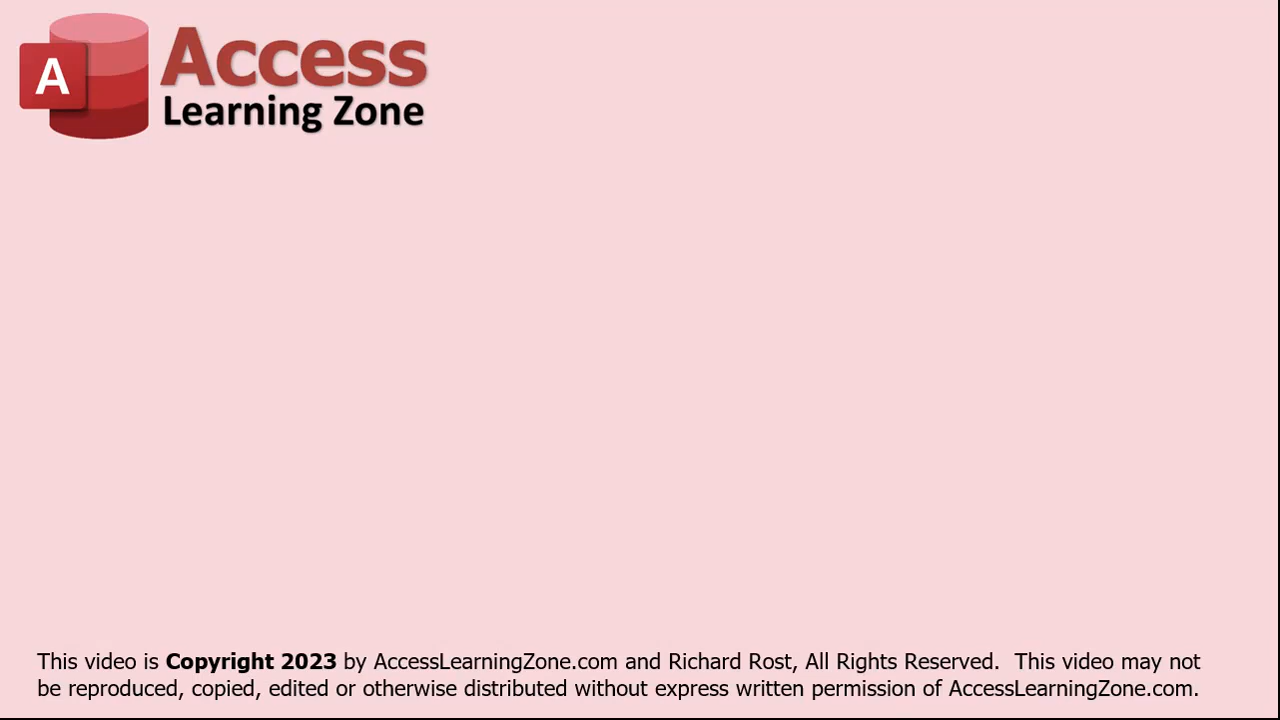 A
Access
Learning Zone
This video is Copyright 2023 by AccessLearningZone.com and Richard Rost, All Rights Reserved.  This video may not
be reproduced, copied, edited or otherwise distributed without express written permission of AccessLearningZone.com.